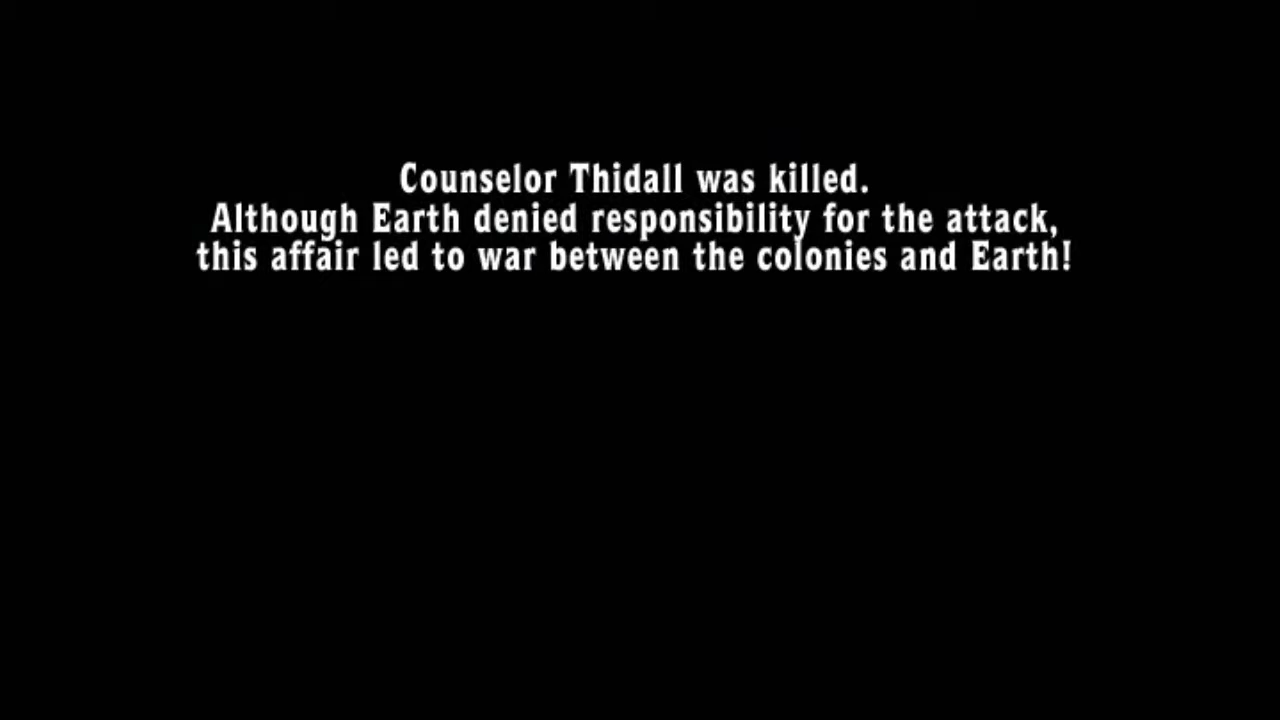 Counselor Thidall was killed.
Although Earth denied responsibility for the attack,
this affair led to war between the colonies and Earth!